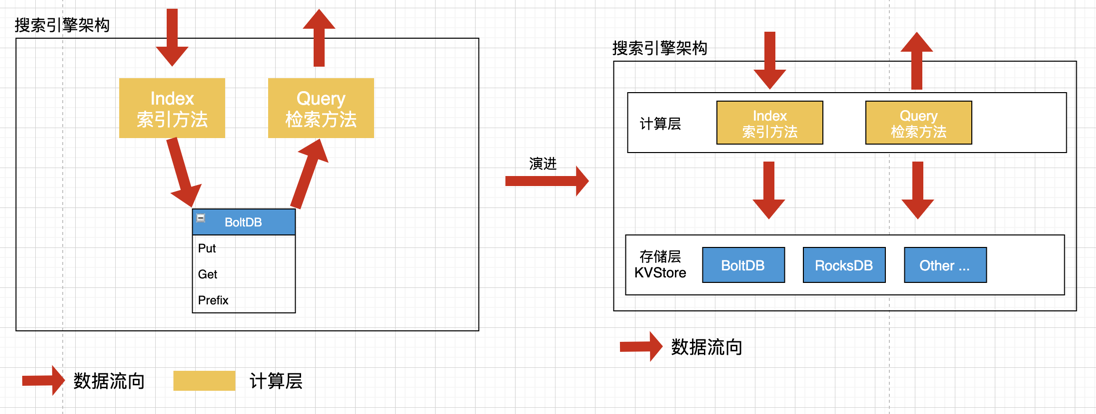 搜索引擎架构
Index
索引方法
Query
检索方法
BoltDB
Put
Get
Prefix
数据流向
计算层
演进
搜索引擎架构
计算层
Index
索引方法
Query
检索方法
存储层
KVStore
BoltDB
RocksDB
Other ...
数据流向